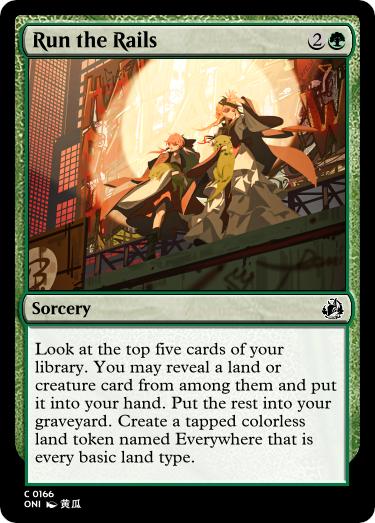 Run the Rails 2
Sorcery
Look at the top five cards of your
library. You may reveal a land or
creature card from among them and put
it into your hand. Put the rest into your
graveyard. Create a tapped colorless
land token named Everywhere that is
every basic land type.
C 0166
ONI 黄瓜